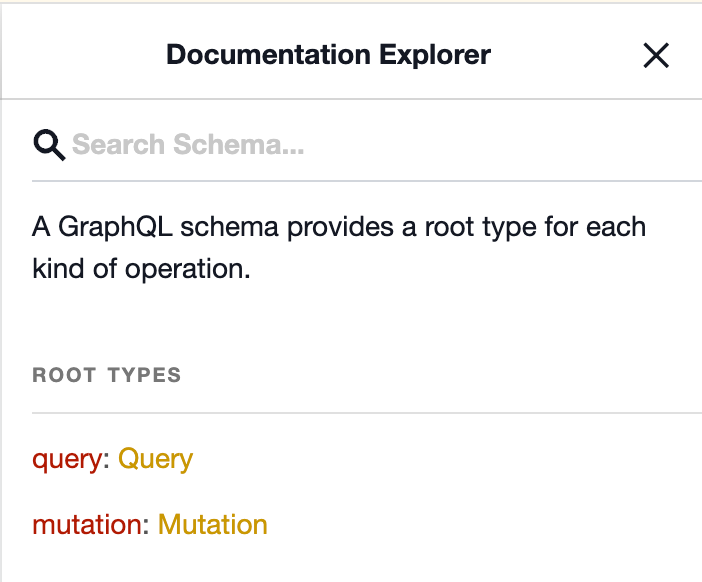 Documentation Explorer
Search Schema...
A GraphQL schema provides a root type for each
kind of operation.
ROOT TYPES
query: Query
mutation: Mutation